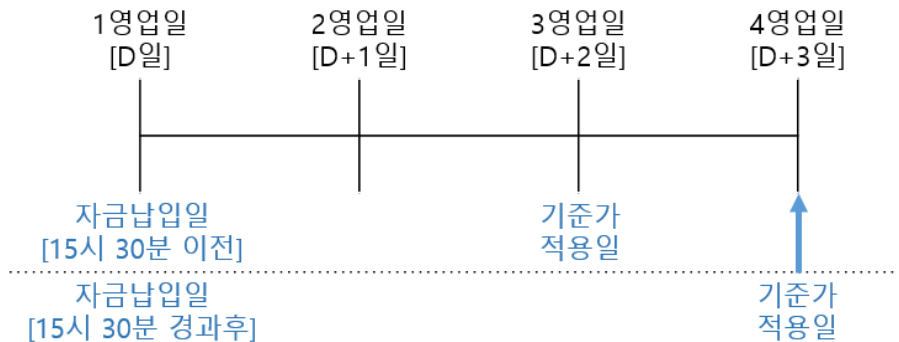 1영업일 2영업일 3영업일 4영업일
[D일] [D+1일] [D+2일] [D+3일]
자금납입일 기준가
[15시 30분 이전] 적용일
자금납입일 기준가
[15시 30분 경과후] 적용일